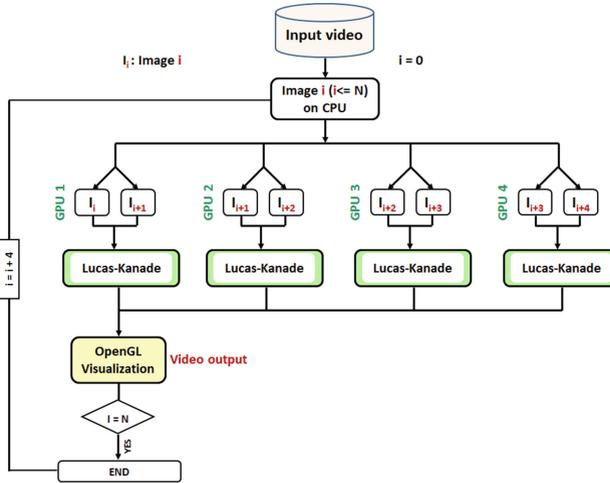 Input video
Ii : Image i
i = 0
Image i (i<= N)
on CPU
GPU 1
Ii
Ii+1
GPU 2
Ii+1
Ii+2
GPU 3
Ii+2
Ii+3
GPU 4
Ii+3
Ii+4
Lucas-Kanade
Lucas-Kanade
Lucas-Kanade
Lucas-Kanade
i = i + 4
OpenGL
Visualization
Video output
I = N
YES
END